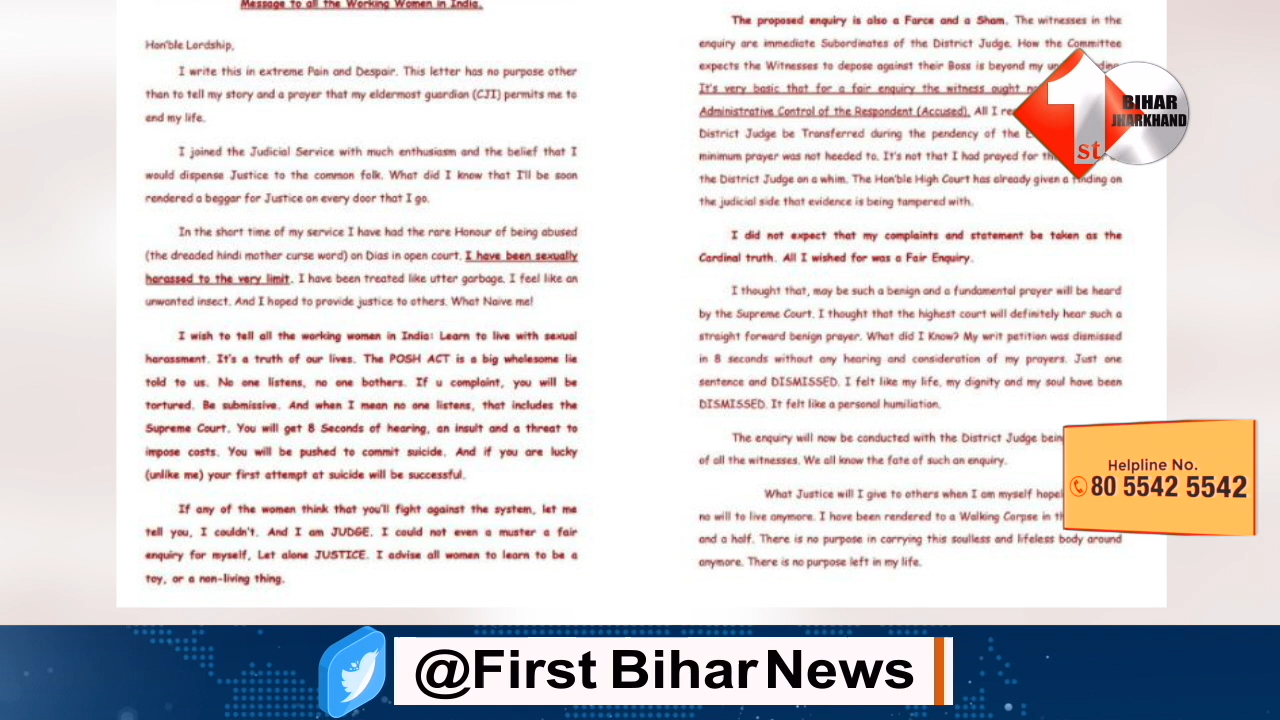 Message to all the Working Women in India.
Hon'ble Lordship,
I write this in extreme Pain and Despair. This letter has no purpose other
than to tell my story and a prayer that my eldermost guardian (CJI) permits me to
end my life.
I joined the Judicial Service with much enthusiasm and the belief that I
would dispense Justice to the common folk. What did I know that I'll be soon
rendered a beggar for Justice on every door that I go.
In the short time of my service I have had the rare Honour of being abused
(the dreaded hindi mother curse word) on Dias in open court. I have been sexually
harassed to the very limit. I have been treated like utter garbage. I feel like an
unwanted insect. And I hoped to provide justice to others. What Naive me!
I wish to tell all the working women in India: Learn to live with sexual
harassment. It's a truth of our lives. The POSH ACT is a big wholesome lie
told to us. No one listens, no one bothers. If u complaint, you will be
tortured. Be submissive. And when I mean no one listens, that includes the
Supreme Court. You will get 8 Seconds of hearing, an insult and a threat to
impose costs. You will be pushed to commit suicide. And if you are lucky
(unlike me) your first attempt at suicide will be successful.
If any of the women think that you'll fight against the system, let me
tell you, I couldn't. And I am JUDGE. I could not even a muster a fair
enquiry for myself, Let alone JUSTICE. I advise all women to learn to be a
toy, or a non-living thing.
The proposed enquiry is also a Farce and a Sham. The witnesses in the
enquiry are immediate Subordinates of the District Judge. How the Committee
expects the Witnesses to depose against their Boss is beyond my
It's very basic that for a fair enquiry the witness ought
Administrative Control of the Respondent (Accused). All I
District Judge be Transferred during the pendency of the
minimum prayer was not heeded to. It's not that I had prayed for
the District Judge on a whim. The Hon'ble High Court has already given a finding on
the judicial side that evidence is being tampered with.
I did not expect that my complaints and statement be taken as the
Cardinal truth. All I wished for was a Fair Enquiry.
I thought that, may be such a benign and a fundamental prayer will be heard
by the Supreme Court. I thought that the highest court will definitely hear such a
straight forward benign prayer. What did I Know? My writ petition was dismissed
in 8 seconds without any hearing and consideration of my prayers. Just one
sentence and DISMISSED. I felt like my life, my dignity and my soul have been
DISMISSED. It felt like a personal humiliation.
The enquiry will now be conducted with the District Judge
of all the witnesses. We all know the fate of such an enquiry.
What Justice will I give to others when I am myself
no will to live anymore. I have been rendered to a Walking Corpse in
and a half. There is no purpose in carrying this soulless and lifeless body around
anymore. There is no purpose left in my life.
1st
BIHAR
JHARKHAND
Helpline No.
80 5542 5542
@First Bihar News